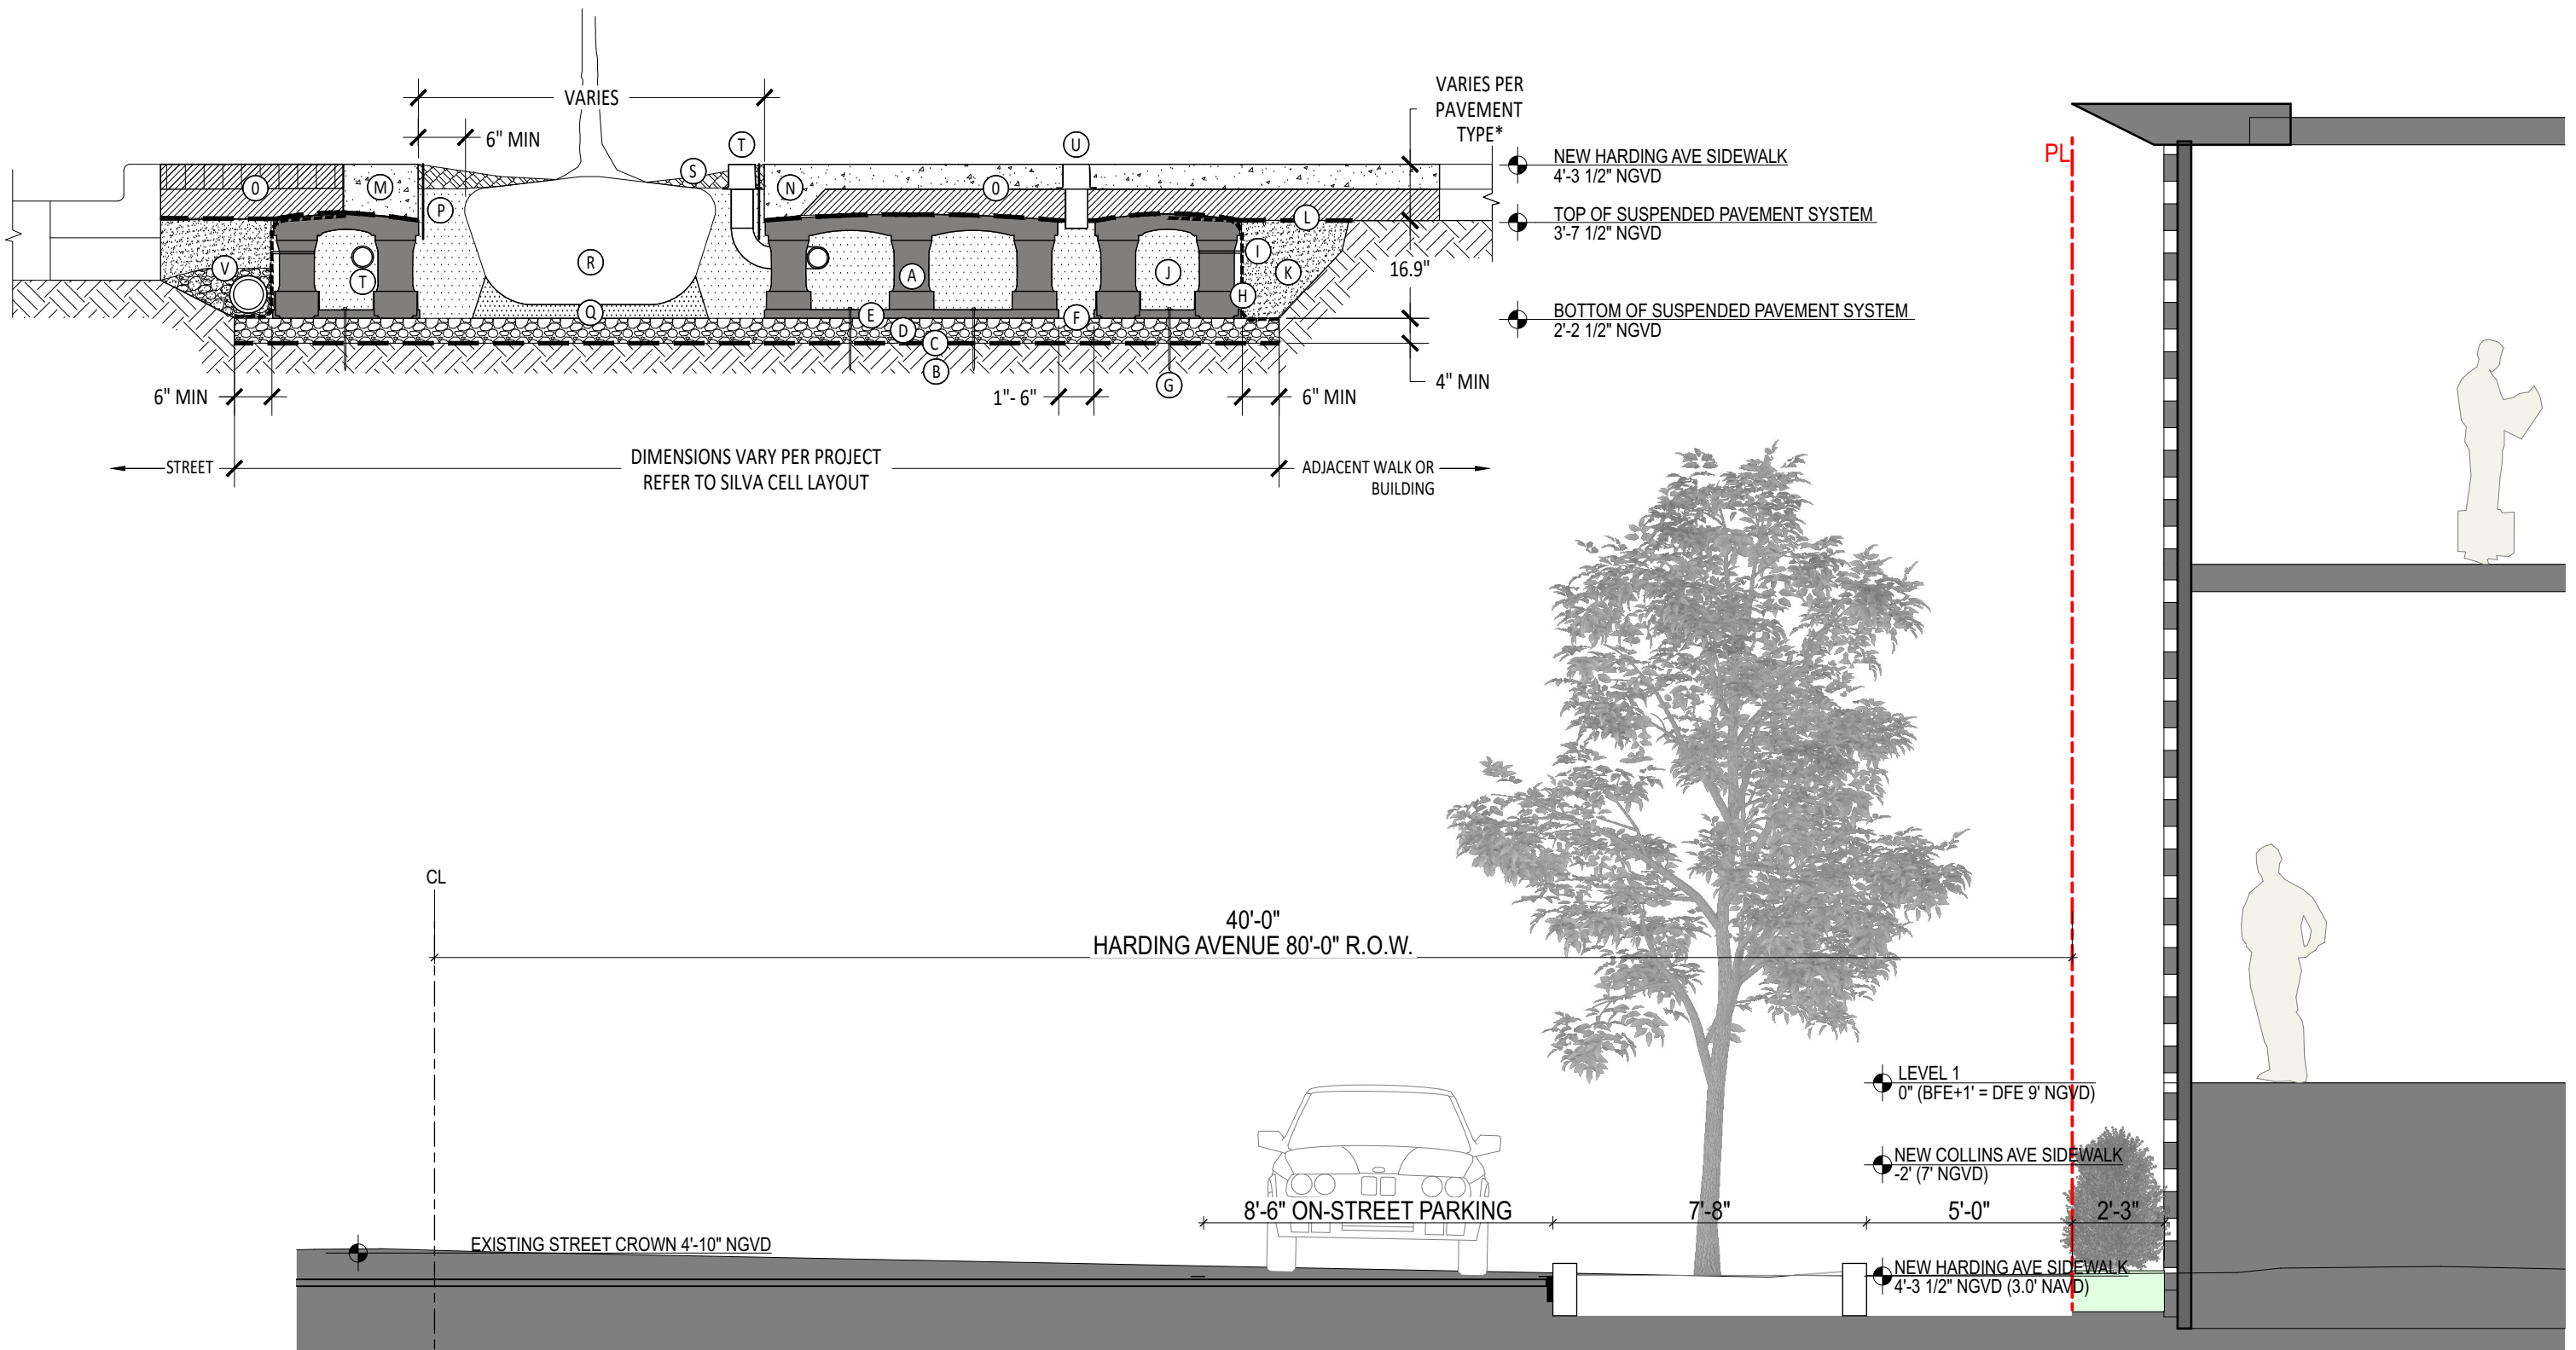 VARIES
VARIES PER
PAVEMENT
TYPE*
6" MIN
T
U
S
NEW HARDING AVE SIDEWALK
4'-3 1/2" NGVD
PL
O
M
N
O
P
L
TOP OF SUSPENDED PAVEMENT SYSTEM
3'-7 1/2" NGVD
V
T
R
A
J
I
K
16.9"
H
Q
E
D
F
BOTTOM OF SUSPENDED PAVEMENT SYSTEM
2'-2 1/2" NGVD
C
B
G
4" MIN
6" MIN
1"- 6"
6" MIN
STREET
DIMENSIONS VARY PER PROJECT
REFER TO SILVA CELL LAYOUT
ADJACENT WALK OR
BUILDING
CL
40'-0"
HARDING AVENUE 80'-0" R.O.W.
LEVEL 1
0" (BFE+1' = DFE 9' NGVD)
NEW COLLINS AVE SIDEWALK
-2' (7' NGVD)
8'-6" ON-STREET PARKING
7'-8"
5'-0"
2'-3"
EXISTING STREET CROWN 4'-10" NGVD
NEW HARDING AVE SIDEWALK
4'-3 1/2" NGVD (3.0' NAVD)